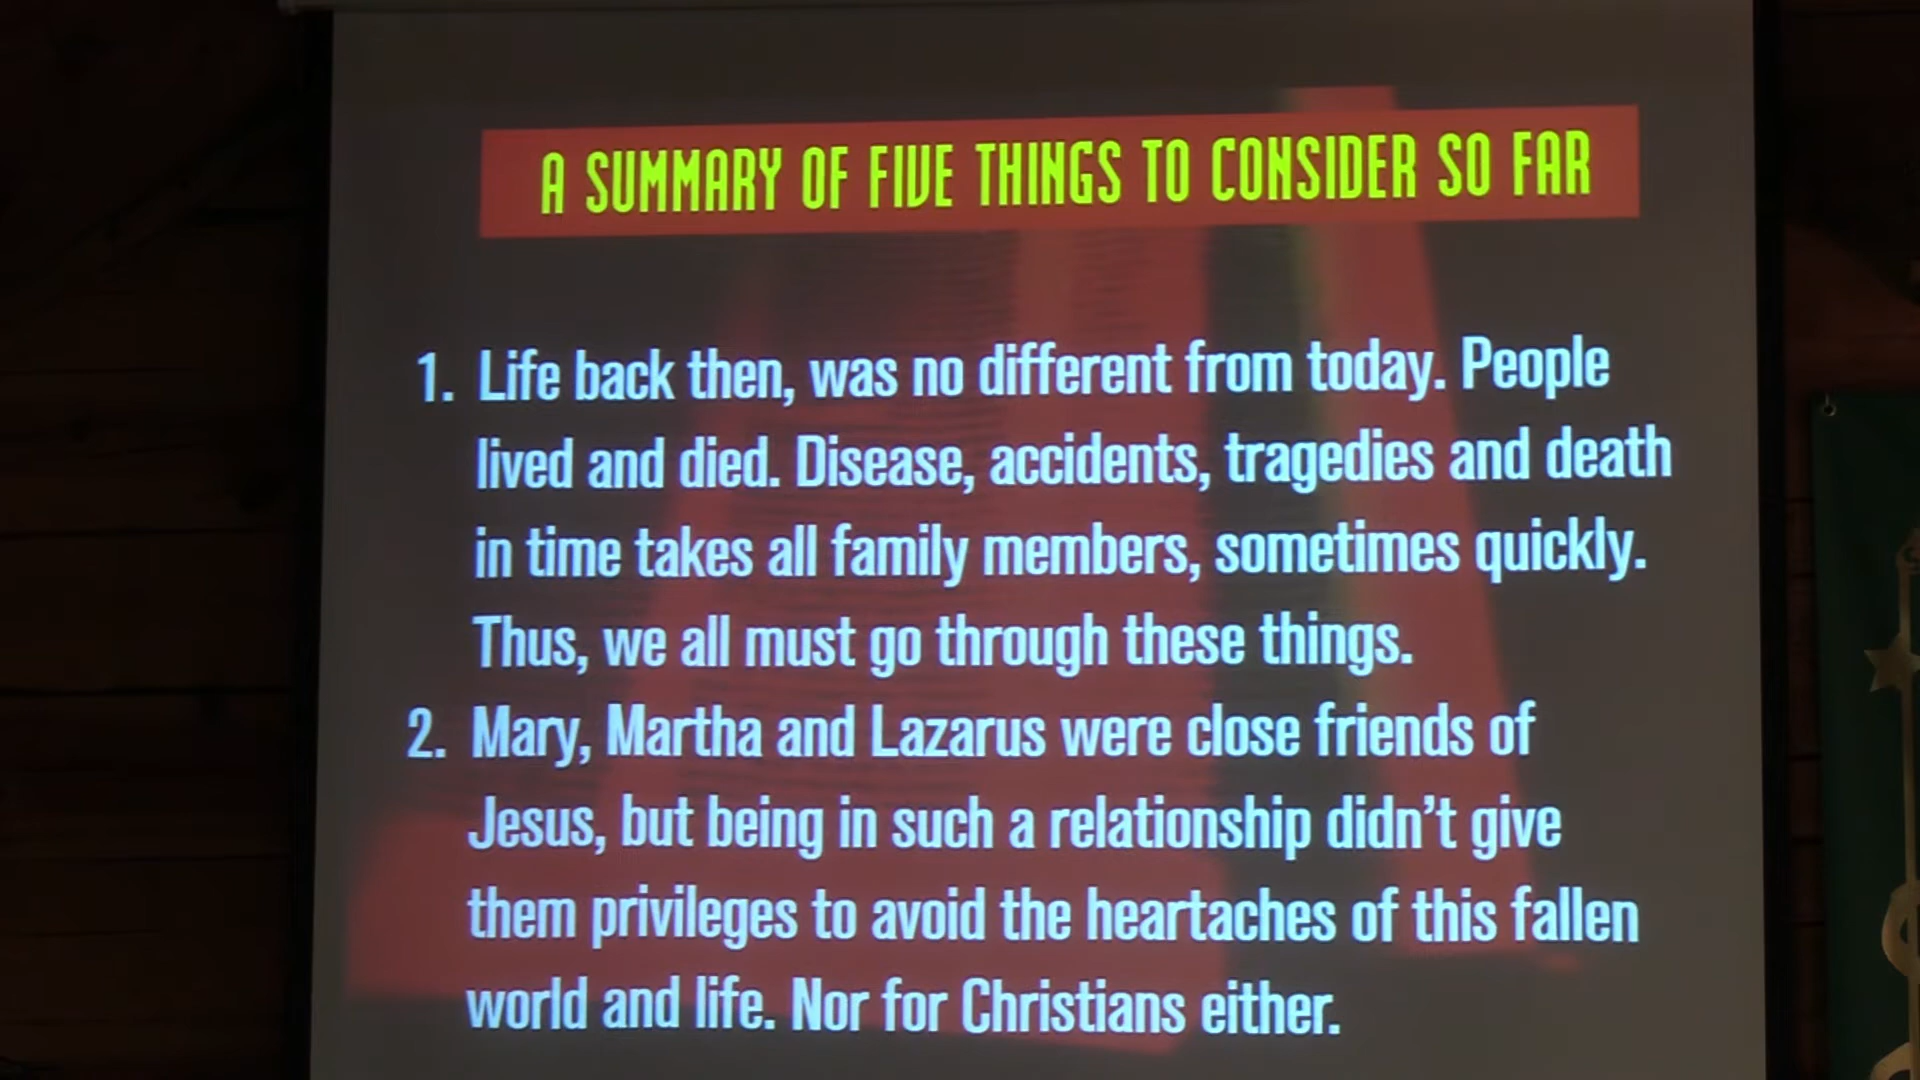 A SUMMARY OF FIVE THINGS TO CONSIDER SO FAR
1. Life back then, was no different from today. People
lived and died. Disease, accidents, tragedies and death
in time takes all family members, sometimes quickly.
Thus, we all must go through these things.
2. Mary, Martha and Lazarus were close friends of
Jesus, but being in such a relationship didn't give
them privileges to avoid the heartaches of this fallen
world and life. Nor for Christians either.